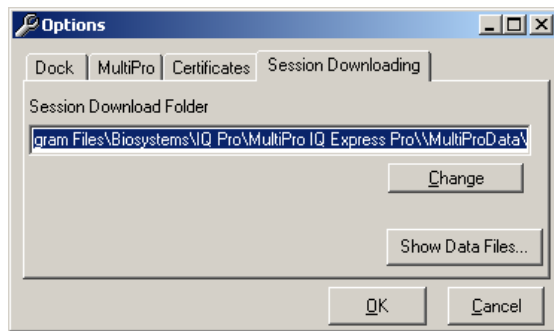 Options
Dock MultiPro Certificates Session Downloading
Session Download Folder
gram Files\Biosystems\IQ Pro\MultiPro IQ Express Pro\\MultiProData\
Change
Show Data Files...
OK Cancel